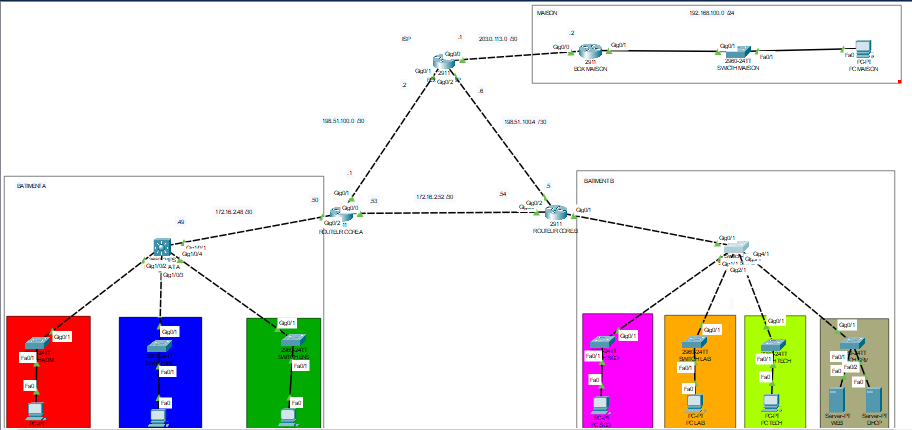 MAISON
192.168.100.0 /24
ISP
.1
203.0.113.0 /30
.2
Gig0/0
Gig0/0
2911
BOX MAISON
Gig0/1
Gig0/1
2960-24TT
SWITCH MAISON
Fa0/1
Fa0
PC-PT
PC MAISON
Gig0/1
2911
Gig0/2
.2
.6
198.51.100.0 /30
198.51.100.4 /30
BATIMENT A
BATIMENT B
.1
.5
Gig0/1
Gig0/2
.50
.53
172.16.2.52 /30
.54
172.16.2.48 /30
Gig0/0
Gig0/2
ROUTEUR CORE A
2911
ROUTEUR CORE B
Gig0/1
.49
Gig1/0/1
Gig1/0/4
Gig1/0/2
Gig1/0/3
Gig0/1
Gig4/1
Gig2/1
Gig0/1
Fa0/1
Fa0
PC-PT
Gig0/1
Fa0/1
Fa0
Gig0/1
2960-24TT
Fa0/1
Fa0
Gig0/1
Fa0/1
Fa0
PC-PT
Gig0/1
2960-24TT
SWITCH LAB
Fa0/1
Fa0
PC-PT
PC LAB
Gig0/1
Fa0/1
Fa0
PC-PT
PC TECH
Gig0/1
Fa0/1
Fa0/2
Fa0
Fa0
Server-PT
WEB
Server-PT
DHCP